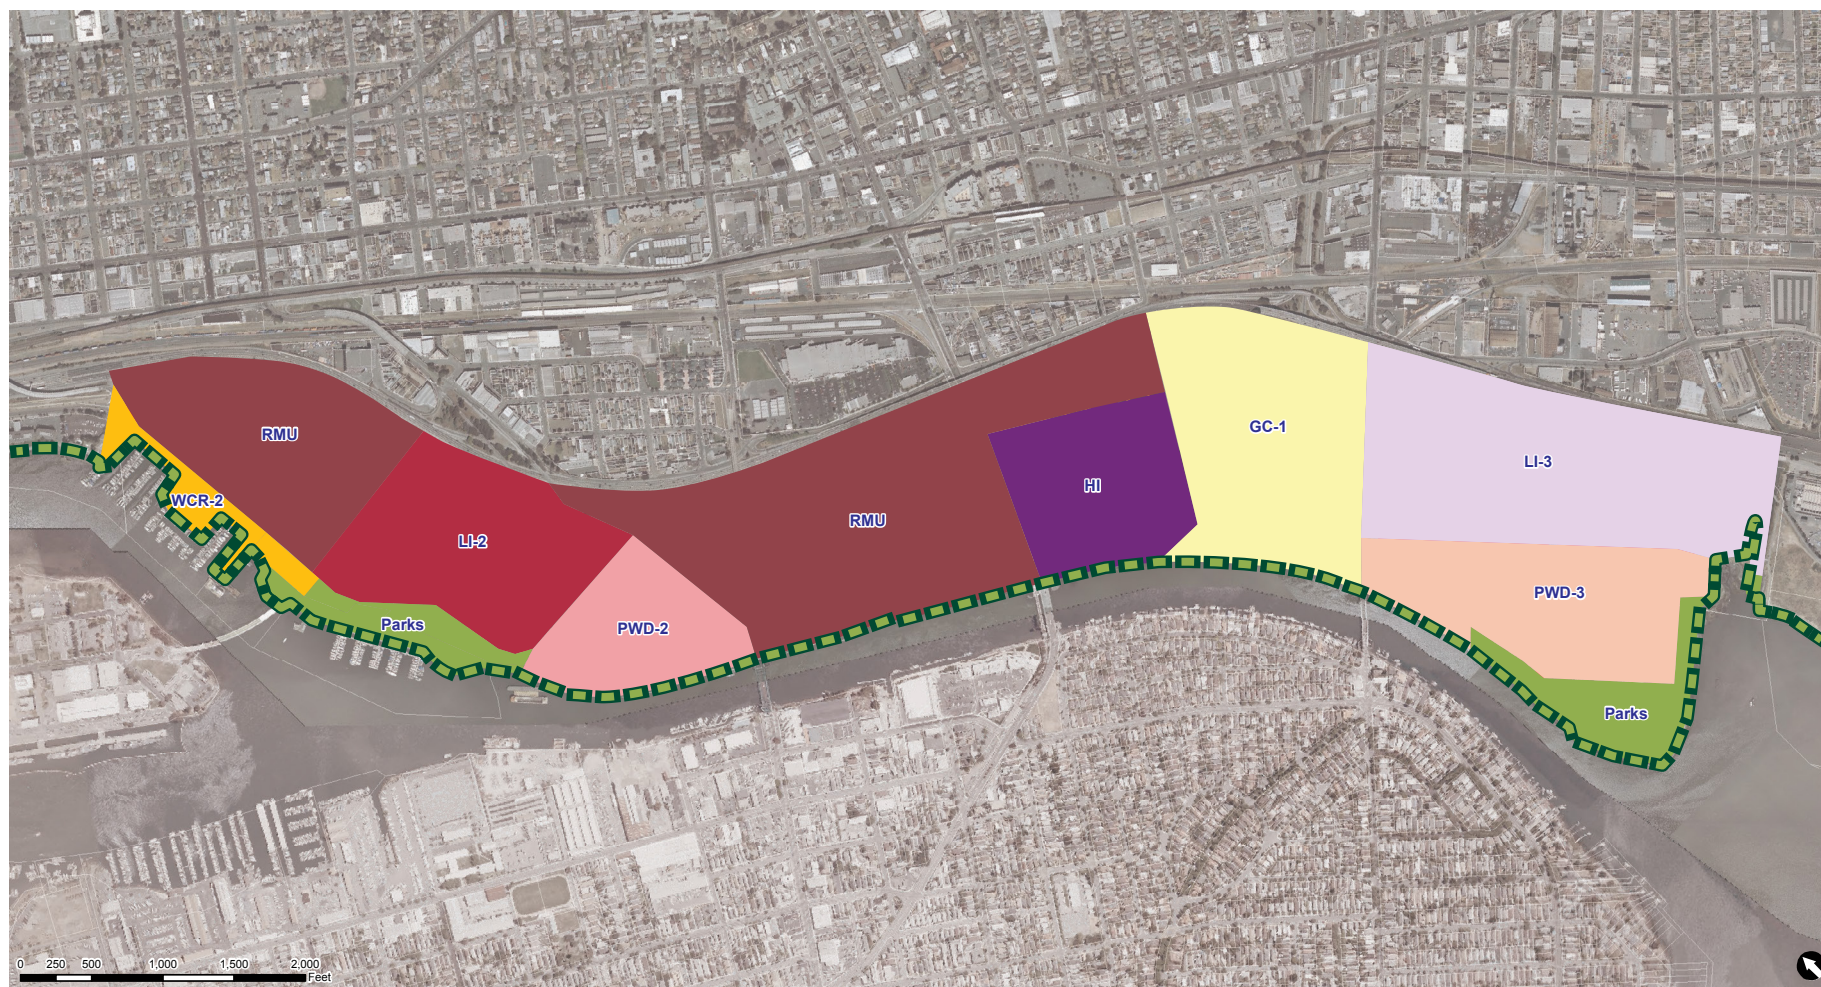 RMU
GC-1
LI-3
HI
WCR-2
RMU
LI-2
PWD-3
Parks
PWD-2
Parks
0 250 500 1,000 1,500 2,000
Feet